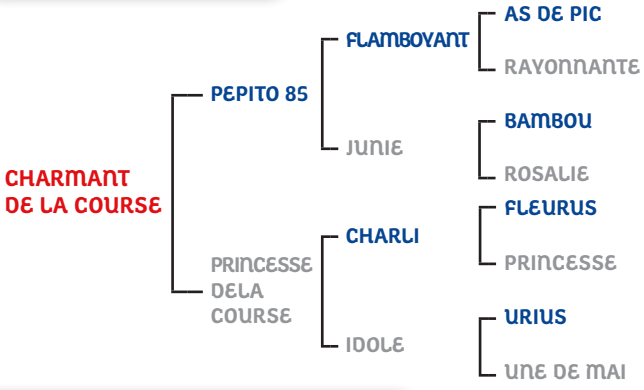 AS DE PIC
FLAMBOYANT
RAYONNANTE
PEPITO 85
BAMBOU
JUNIE
ROSALIE
CHARMANT
DE LA COURSE
FLEURUS
CHARLI
PRINCESSE
PRINCESSE
DELA
COURSE
URIUS
IDOLE
UNE DE MAI